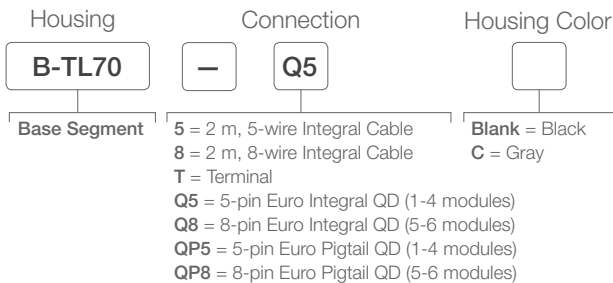 Housing Connection Housing Color
B-TL70 – Q5
Base Segment
5 = 2 m, 5-wire Integral Cable
8 = 2 m, 8-wire Integral Cable
T = Terminal
Q5 = 5-pin Euro Integral QD (1-4 modules)
Q8 = 8-pin Euro Integral QD (5-6 modules)
QP5 = 5-pin Euro Pigtail QD (1-4 modules)
QP8 = 8-pin Euro Pigtail QD (5-6 modules)
Blank = Black
C = Gray